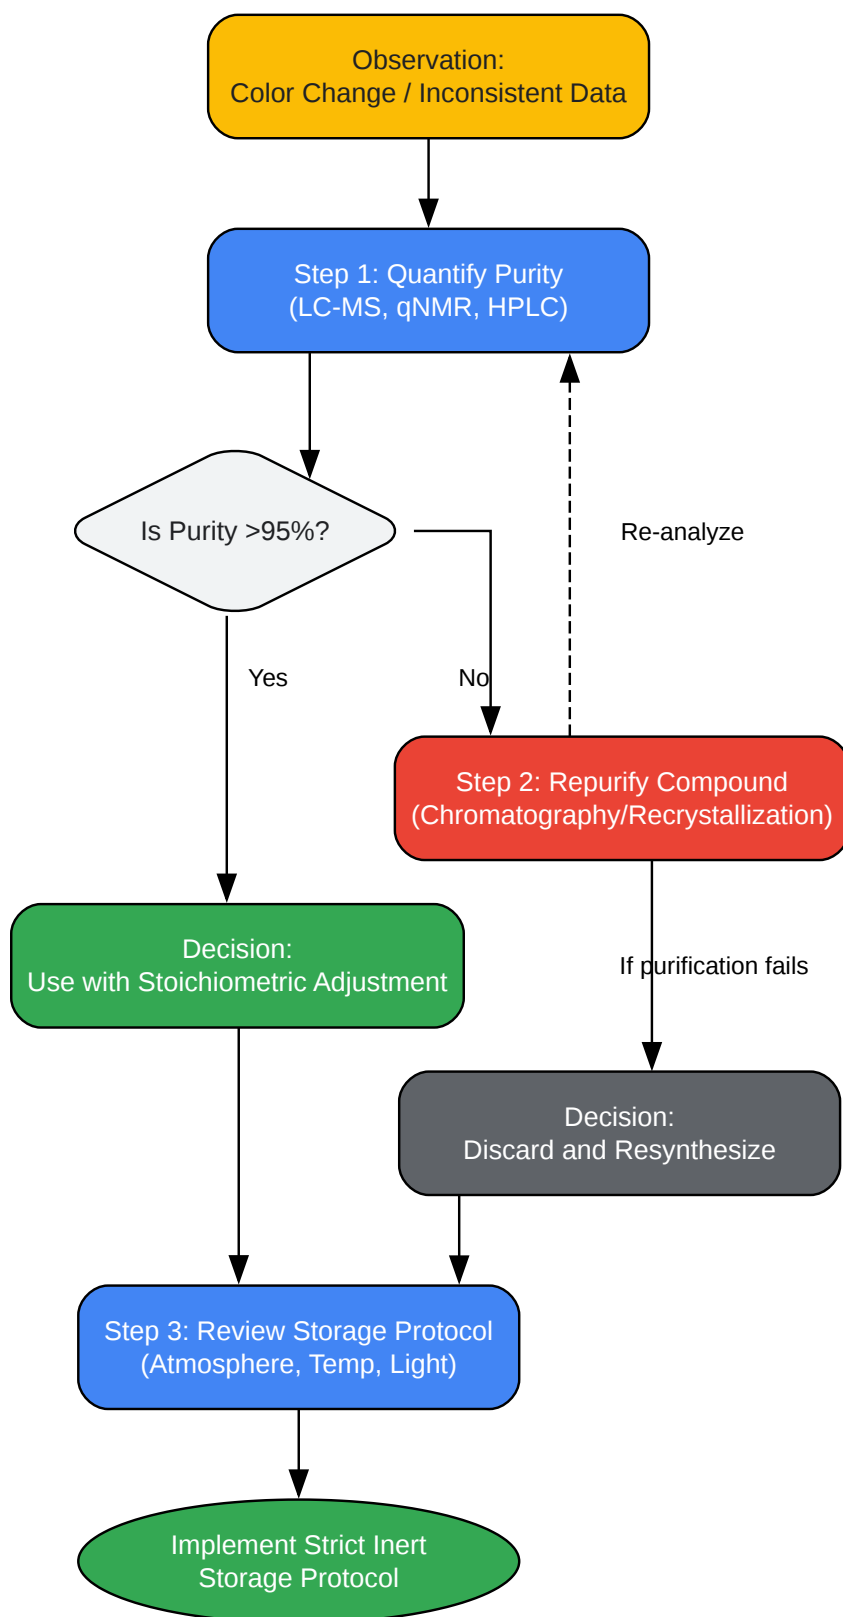 Observation:
Color Change / Inconsistent Data
Step 1: Quantify Purity
(LC-MS, qNMR, HPLC)
Is Purity >95%?
Re-analyze
Yes
No
Step 2: Repurify Compound
(Chromatography/Recrystallization)
Decision:
Use with Stoichiometric Adjustment
If purification fails
Decision:
Discard and Resynthesize
Step 3: Review Storage Protocol
(Atmosphere, Temp, Light)
Implement Strict Inert
Storage Protocol